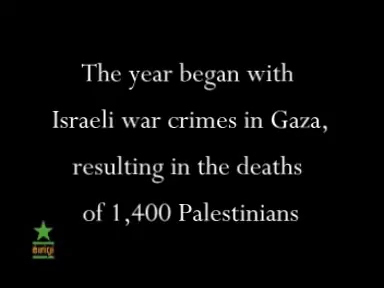 The year began with
Israeli war crimes in Gaza,
resulting in the deaths
of 1,400 Palestinians